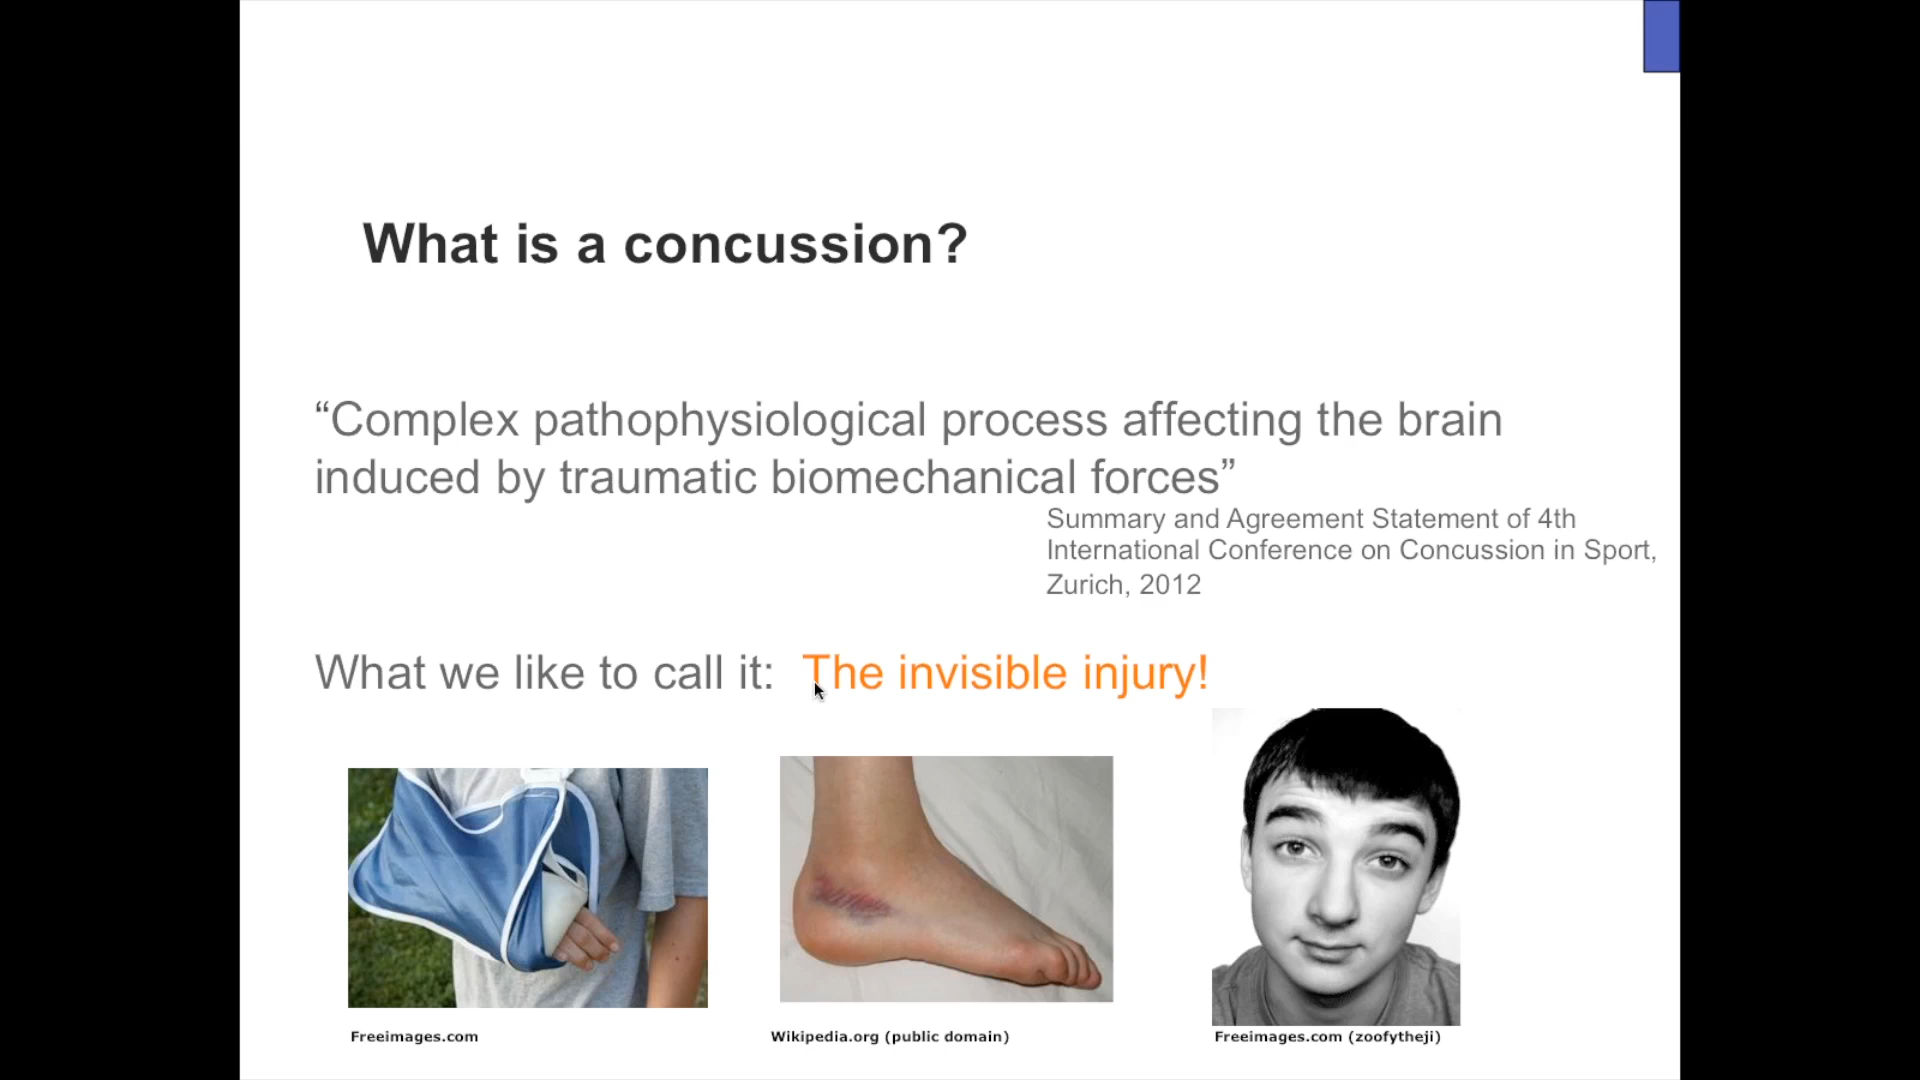 What is a concussion?
“Complex pathophysiological process affecting the brain
induced by traumatic biomechanical forces”
Summary and Agreement Statement of 4th
International Conference on Concussion in Sport,
Zurich, 2012
What we like to call it: The invisible injury!
Freeimages.com
Wikipedia.org (public domain)
Freeimages.com (zoofytheji)